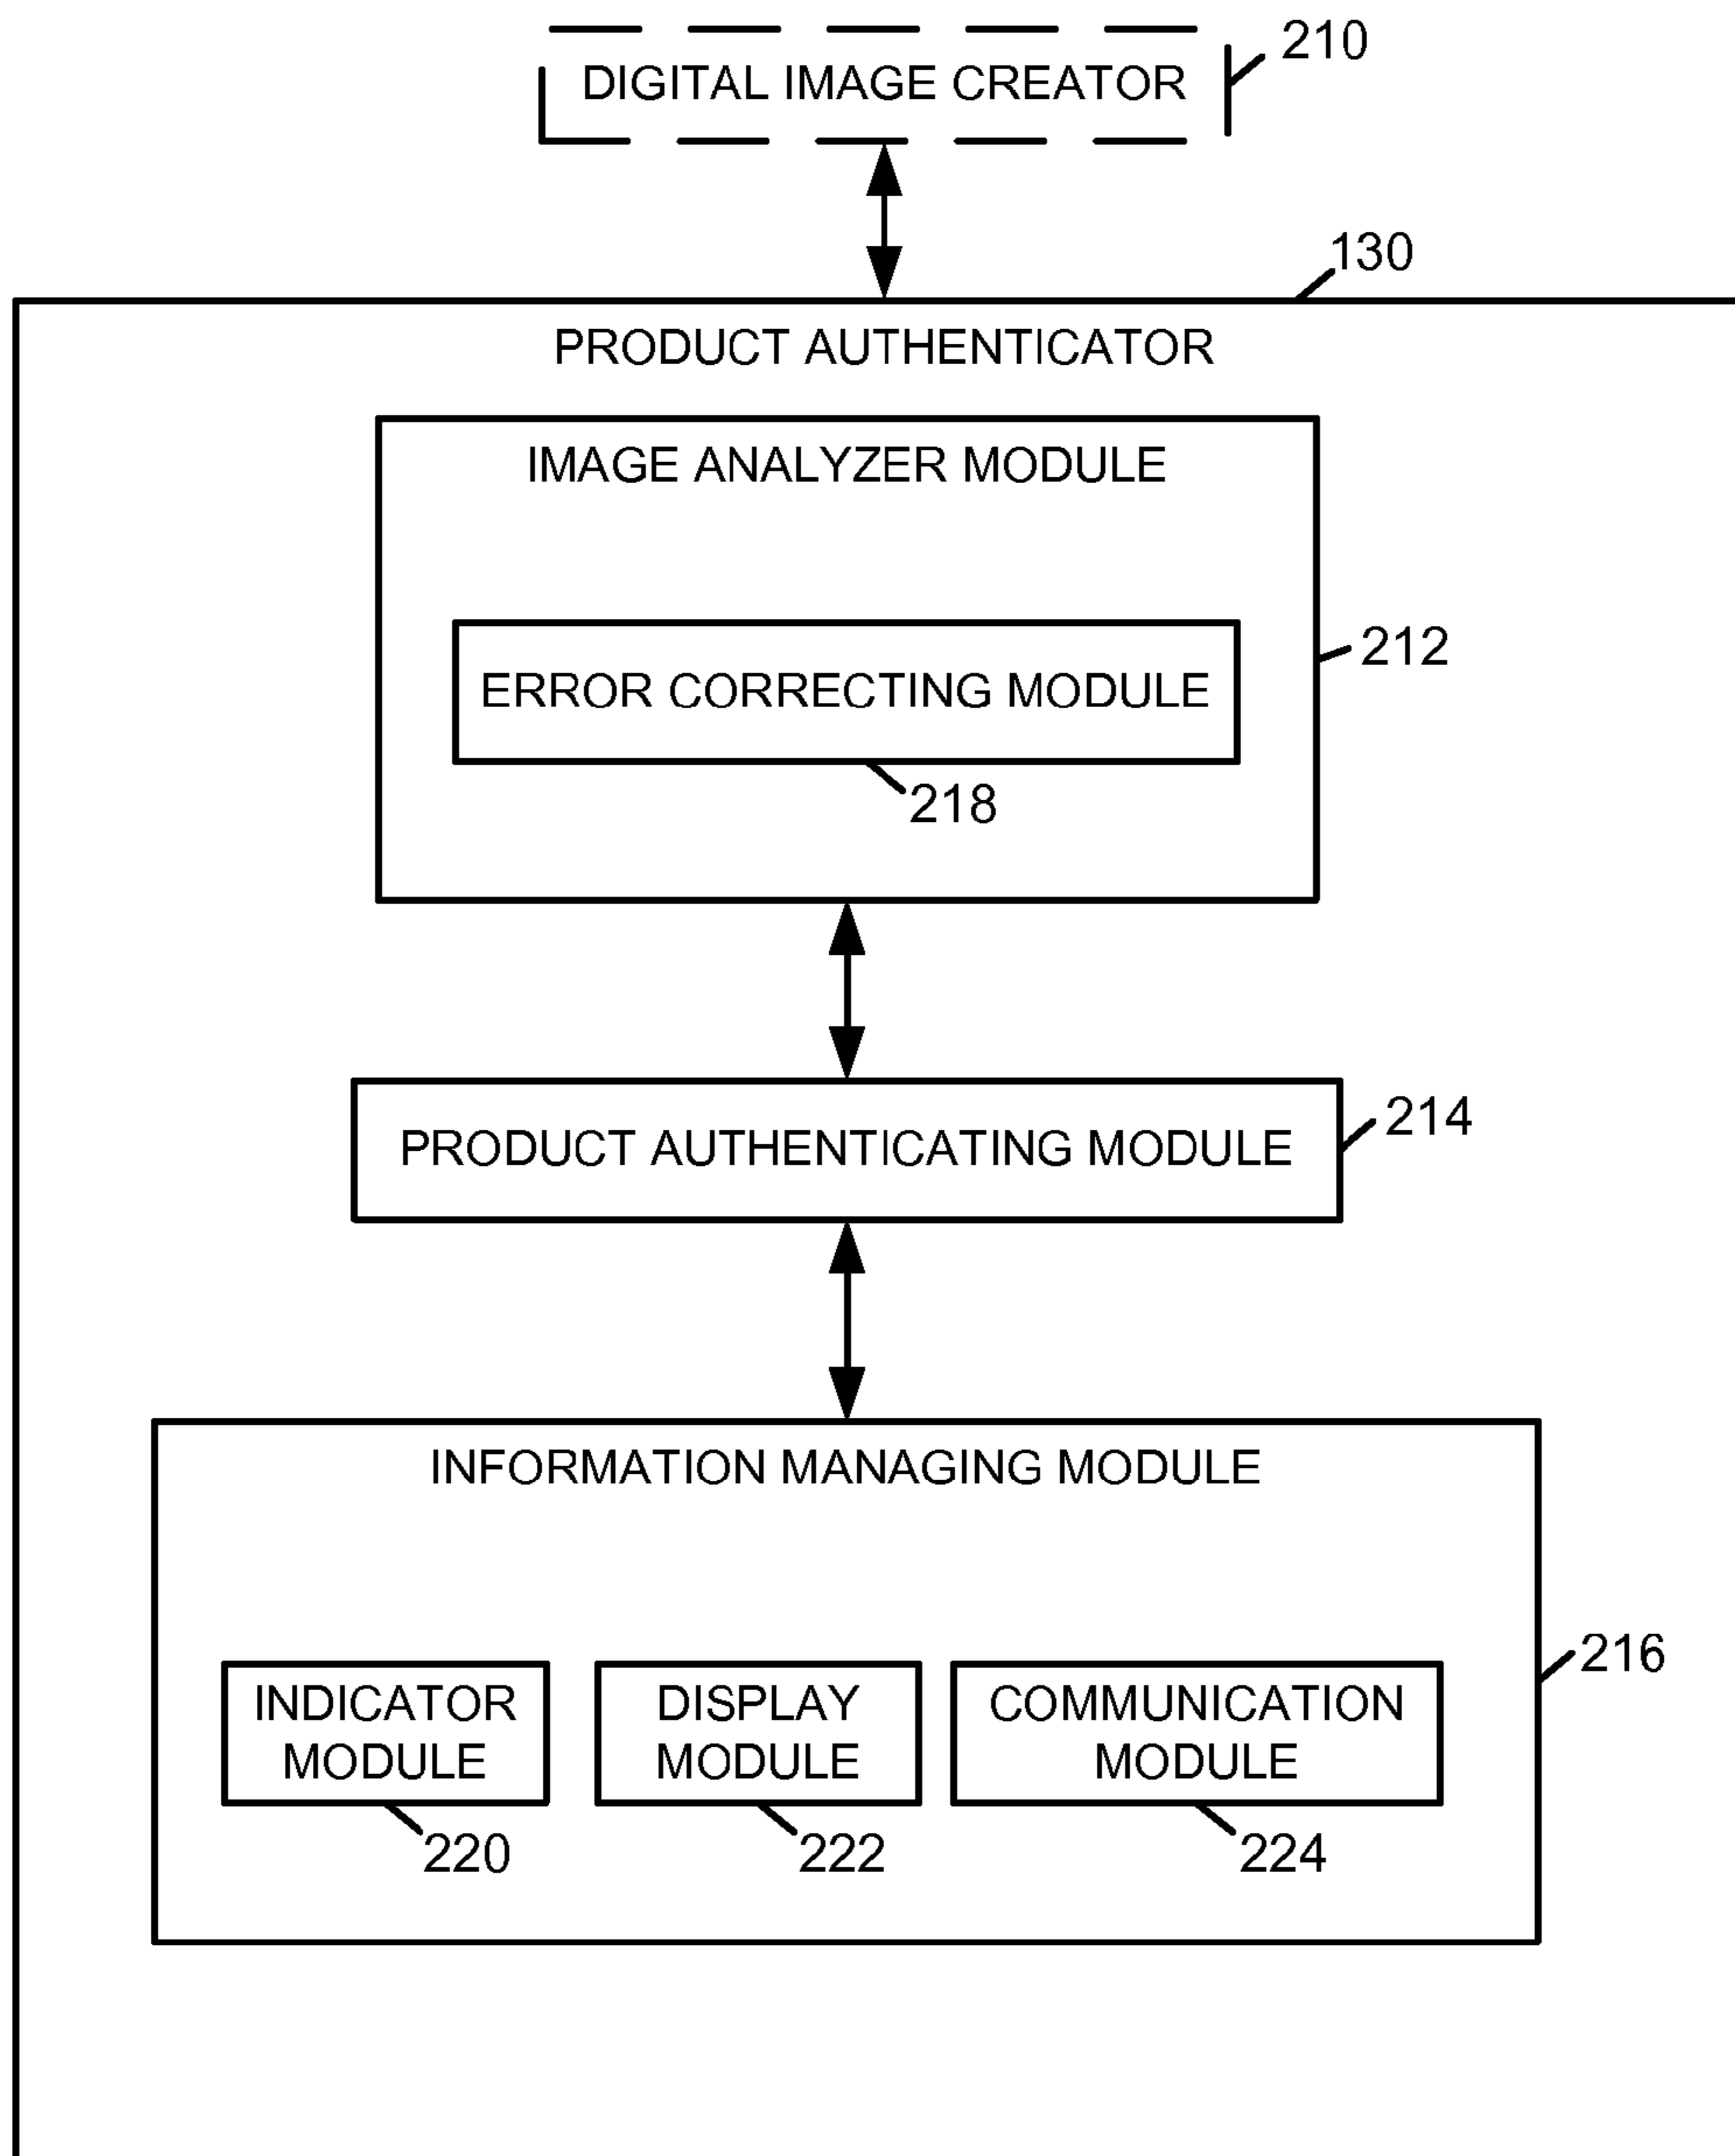 210
DIGITAL IMAGE CREATOR
130
PRODUCT AUTHENTICATOR
IMAGE ANALYZER MODULE
212
ERROR CORRECTING MODULE
218
214
PRODUCT AUTHENTICATING MODULE
INFORMATION MANAGING MODULE
216
INDICATOR
MODULE
220
DISPLAY
MODULE
222
COMMUNICATION
MODULE
224